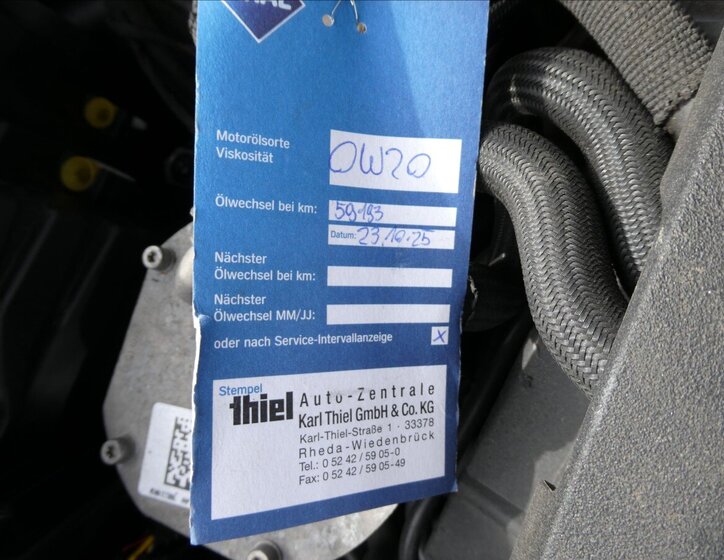 Motorölsorte
Viskosität
0W20
Ölwechsel bei km:
59.183
Datum: 23.10.25
Nächster
Ölwechsel bei km:
Nächster
Ölwechsel MM/JJ:
oder nach Service-Intervallanzeige
x
Stempel
thiel
Auto-Zentrale
Karl Thiel GmbH & Co. KG
Karl-Thiel-Straße 1 · 33378
Rheda-Wiedenbrück
Tel.: 0 52 42 / 59 05-0
Fax: 0 52 42 / 59 05-49